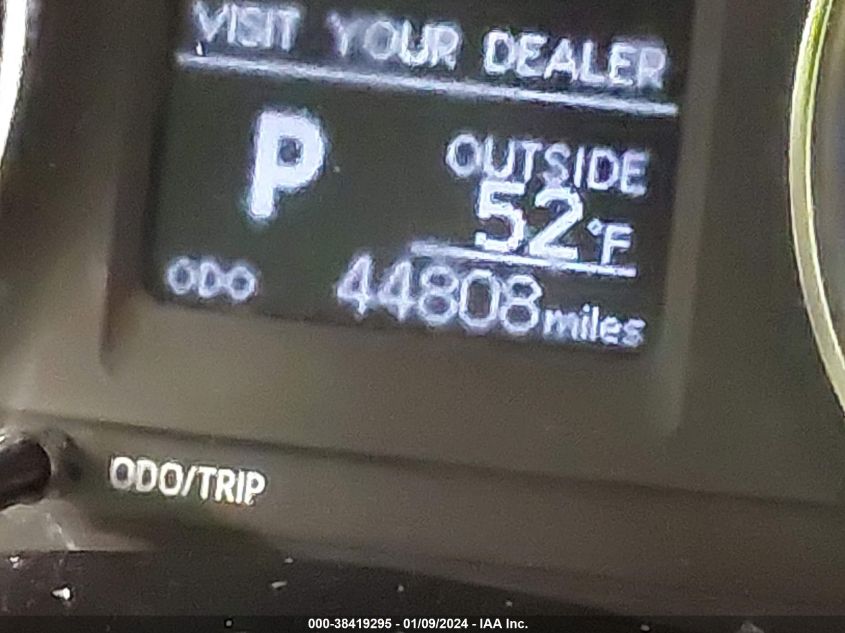 VISIT YOUR DEALER
P
OUTSIDE
52°F
ODO 44808 miles
ODO/TRIP
000-38419295 - 01/09/2024 - IAA Inc.